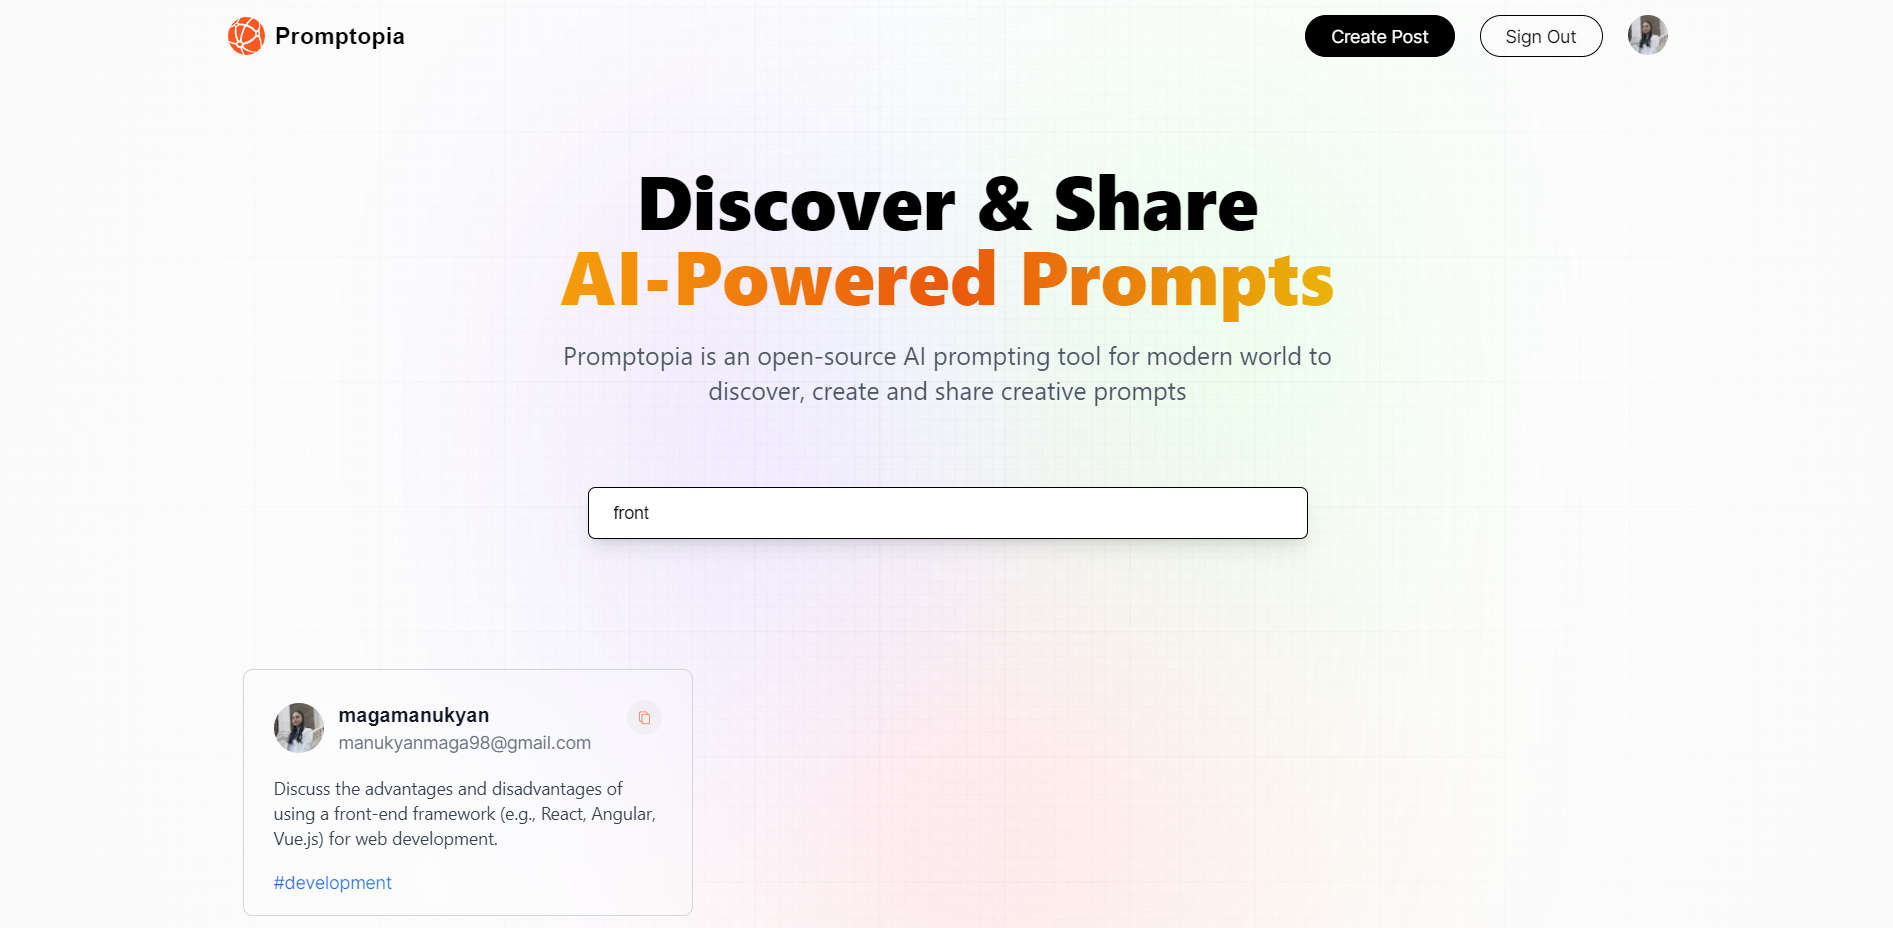 Promptopia
Create Post
Sign Out
Discover & Share
AI-Powered Prompts
Promptopia is an open-source AI prompting tool for modern world to
discover, create and share creative prompts
front
magamanukyan
manukyanmaga98@gmail.com
Discuss the advantages and disadvantages of
using a front-end framework (e.g., React, Angular,
Vue.js) for web development.
#development